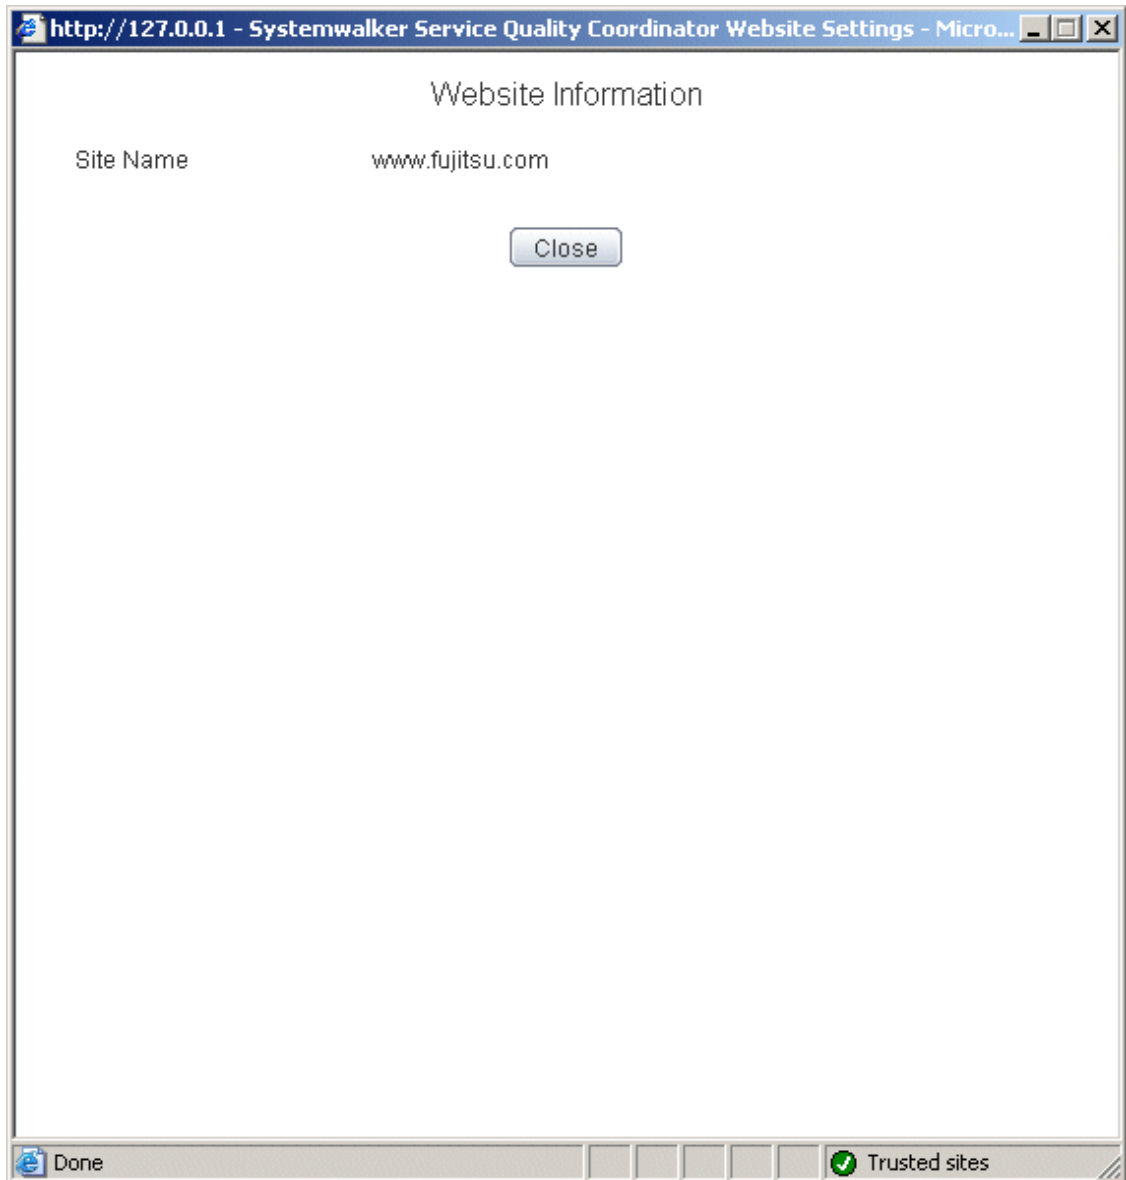 http://127.0.0.1 - Systemwalker Service Quality Coordinator Website Settings - Micro...
Website Information
Site Name www.fujitsu.com
Close
Done Trusted sites